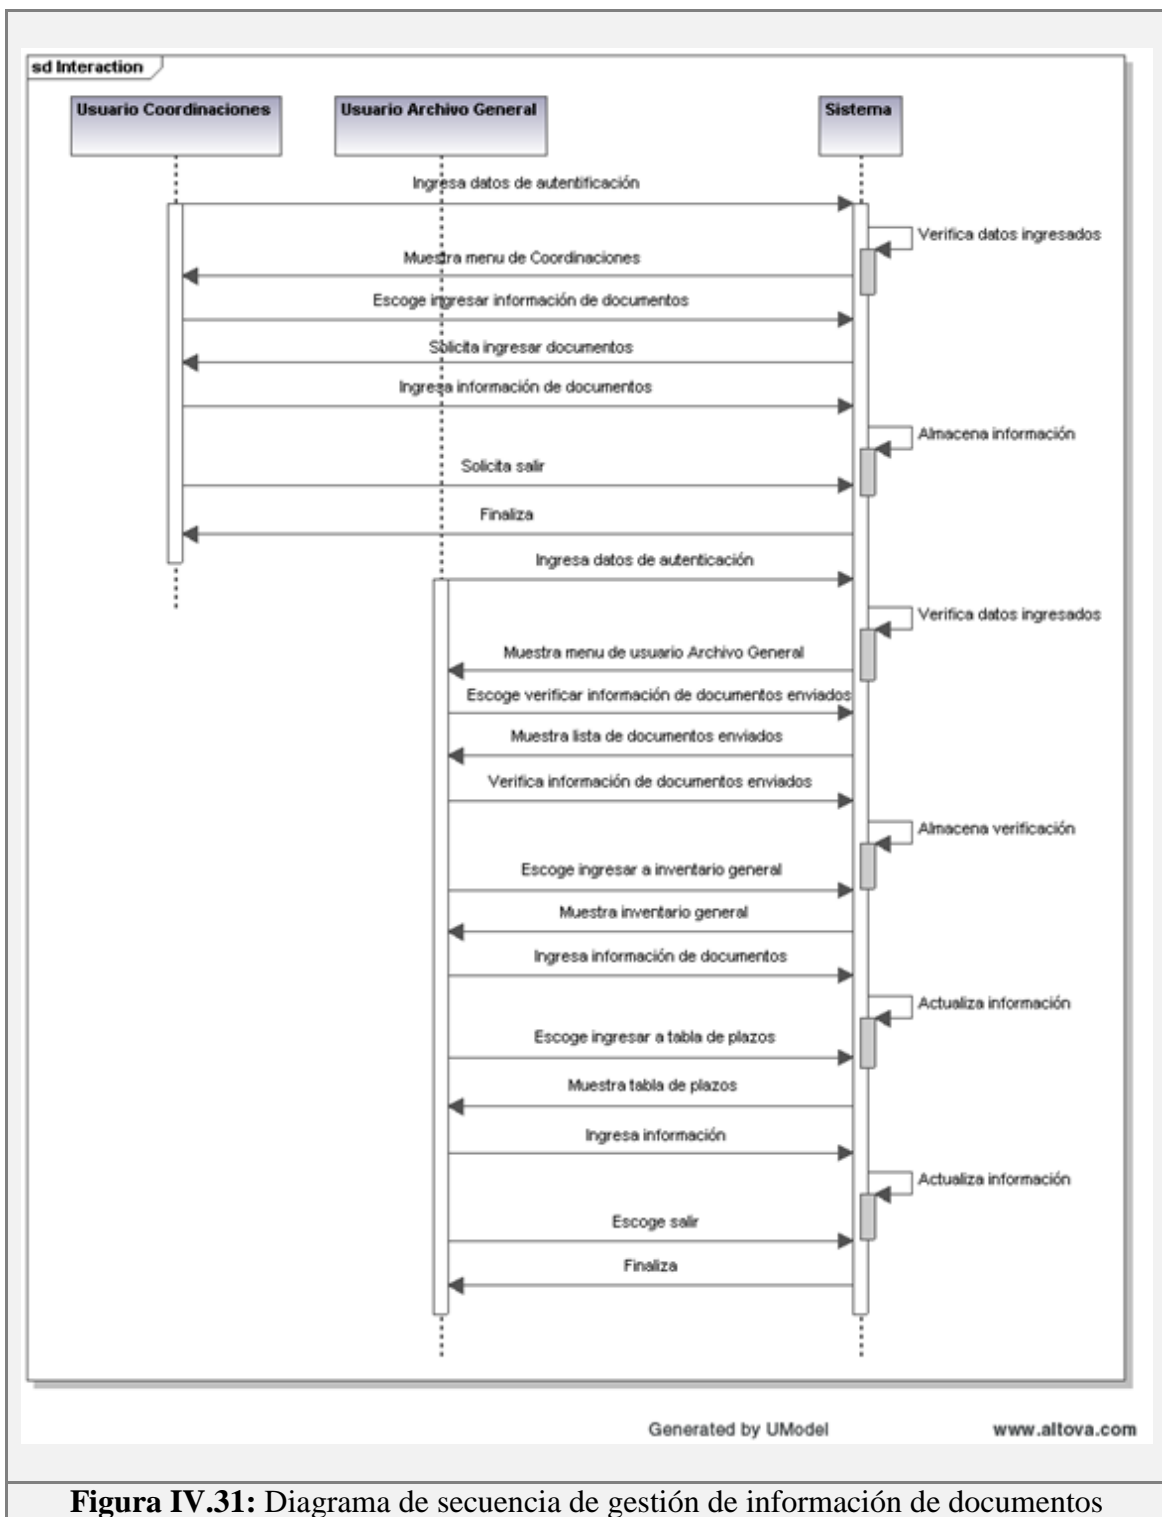 sd Interaction
Usuario Coordinaciones
Usuario Archivo General
Sistema
Ingresa datos de autentificación
Verifica datos ingresados
Muestra menu de Coordinaciones
Escoge ingresar información de documentos
Solicita ingresar documentos
Ingresa información de documentos
Almacena información
Solicita salir
Finaliza
Ingresa datos de autenticación
Verifica datos ingresados
Muestra menu de usuario Archivo General
Escoge verificar información de documentos enviados
Muestra lista de documentos enviados
Verifica información de documentos enviados
Almacena verificación
Escoge ingresar a inventario general
Muestra inventario general
Ingresa información de documentos
Actualiza información
Escoge ingresar a tabla de plazos
Muestra tabla de plazos
Ingresa información
Actualiza información
Escoge salir
Finaliza
Generated by UModel
www.altova.com
Figura IV.31: Diagrama de secuencia de gestión de información de documentos